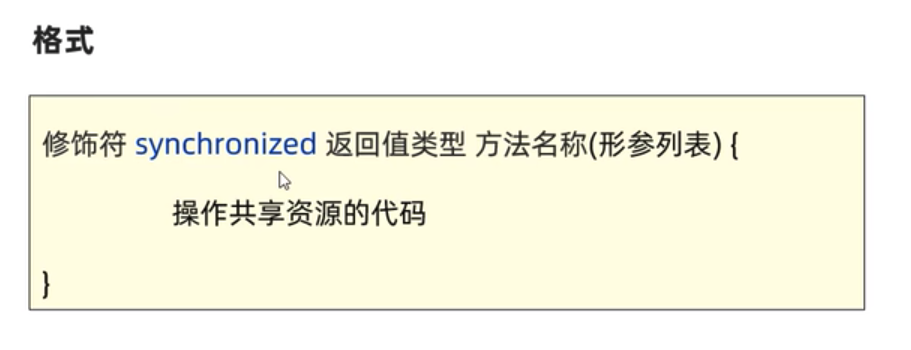 格式
修饰符 synchronized 返回值类型 方法名称(形参列表) {
操作共享资源的代码
}